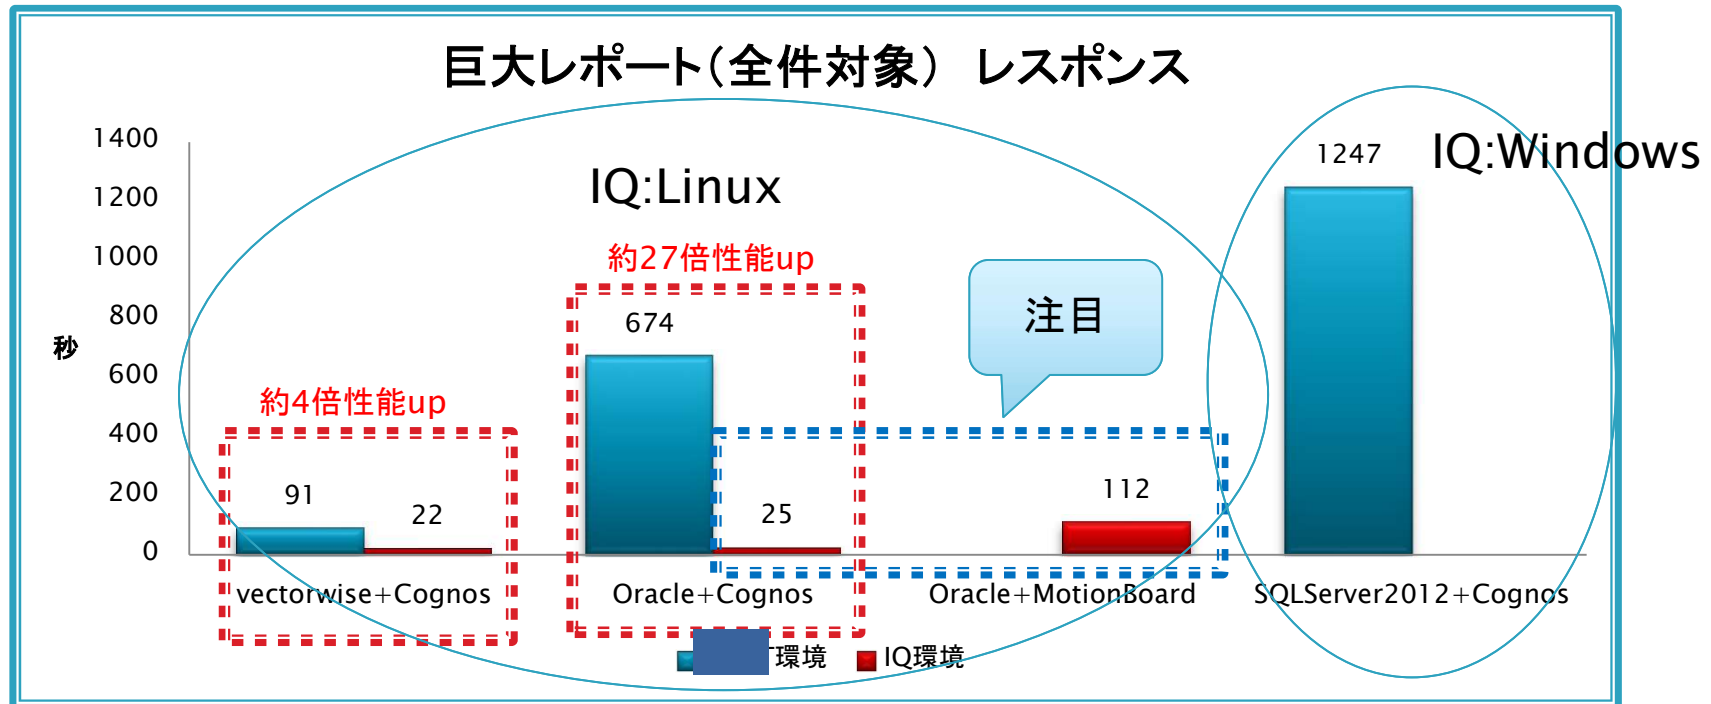 巨大レポート（全件対象） レスポンス
1400
1200
1000
800
600
400
200
0
秒
IQ:Linux
IQ:Windows
約4倍性能up
約27倍性能up
注目
91
22
674
25
112
1247
vectorwise+Cognos
Oracle+Cognos
Oracle+MotionBoard
SQLServer2012+Cognos
環境
IQ環境